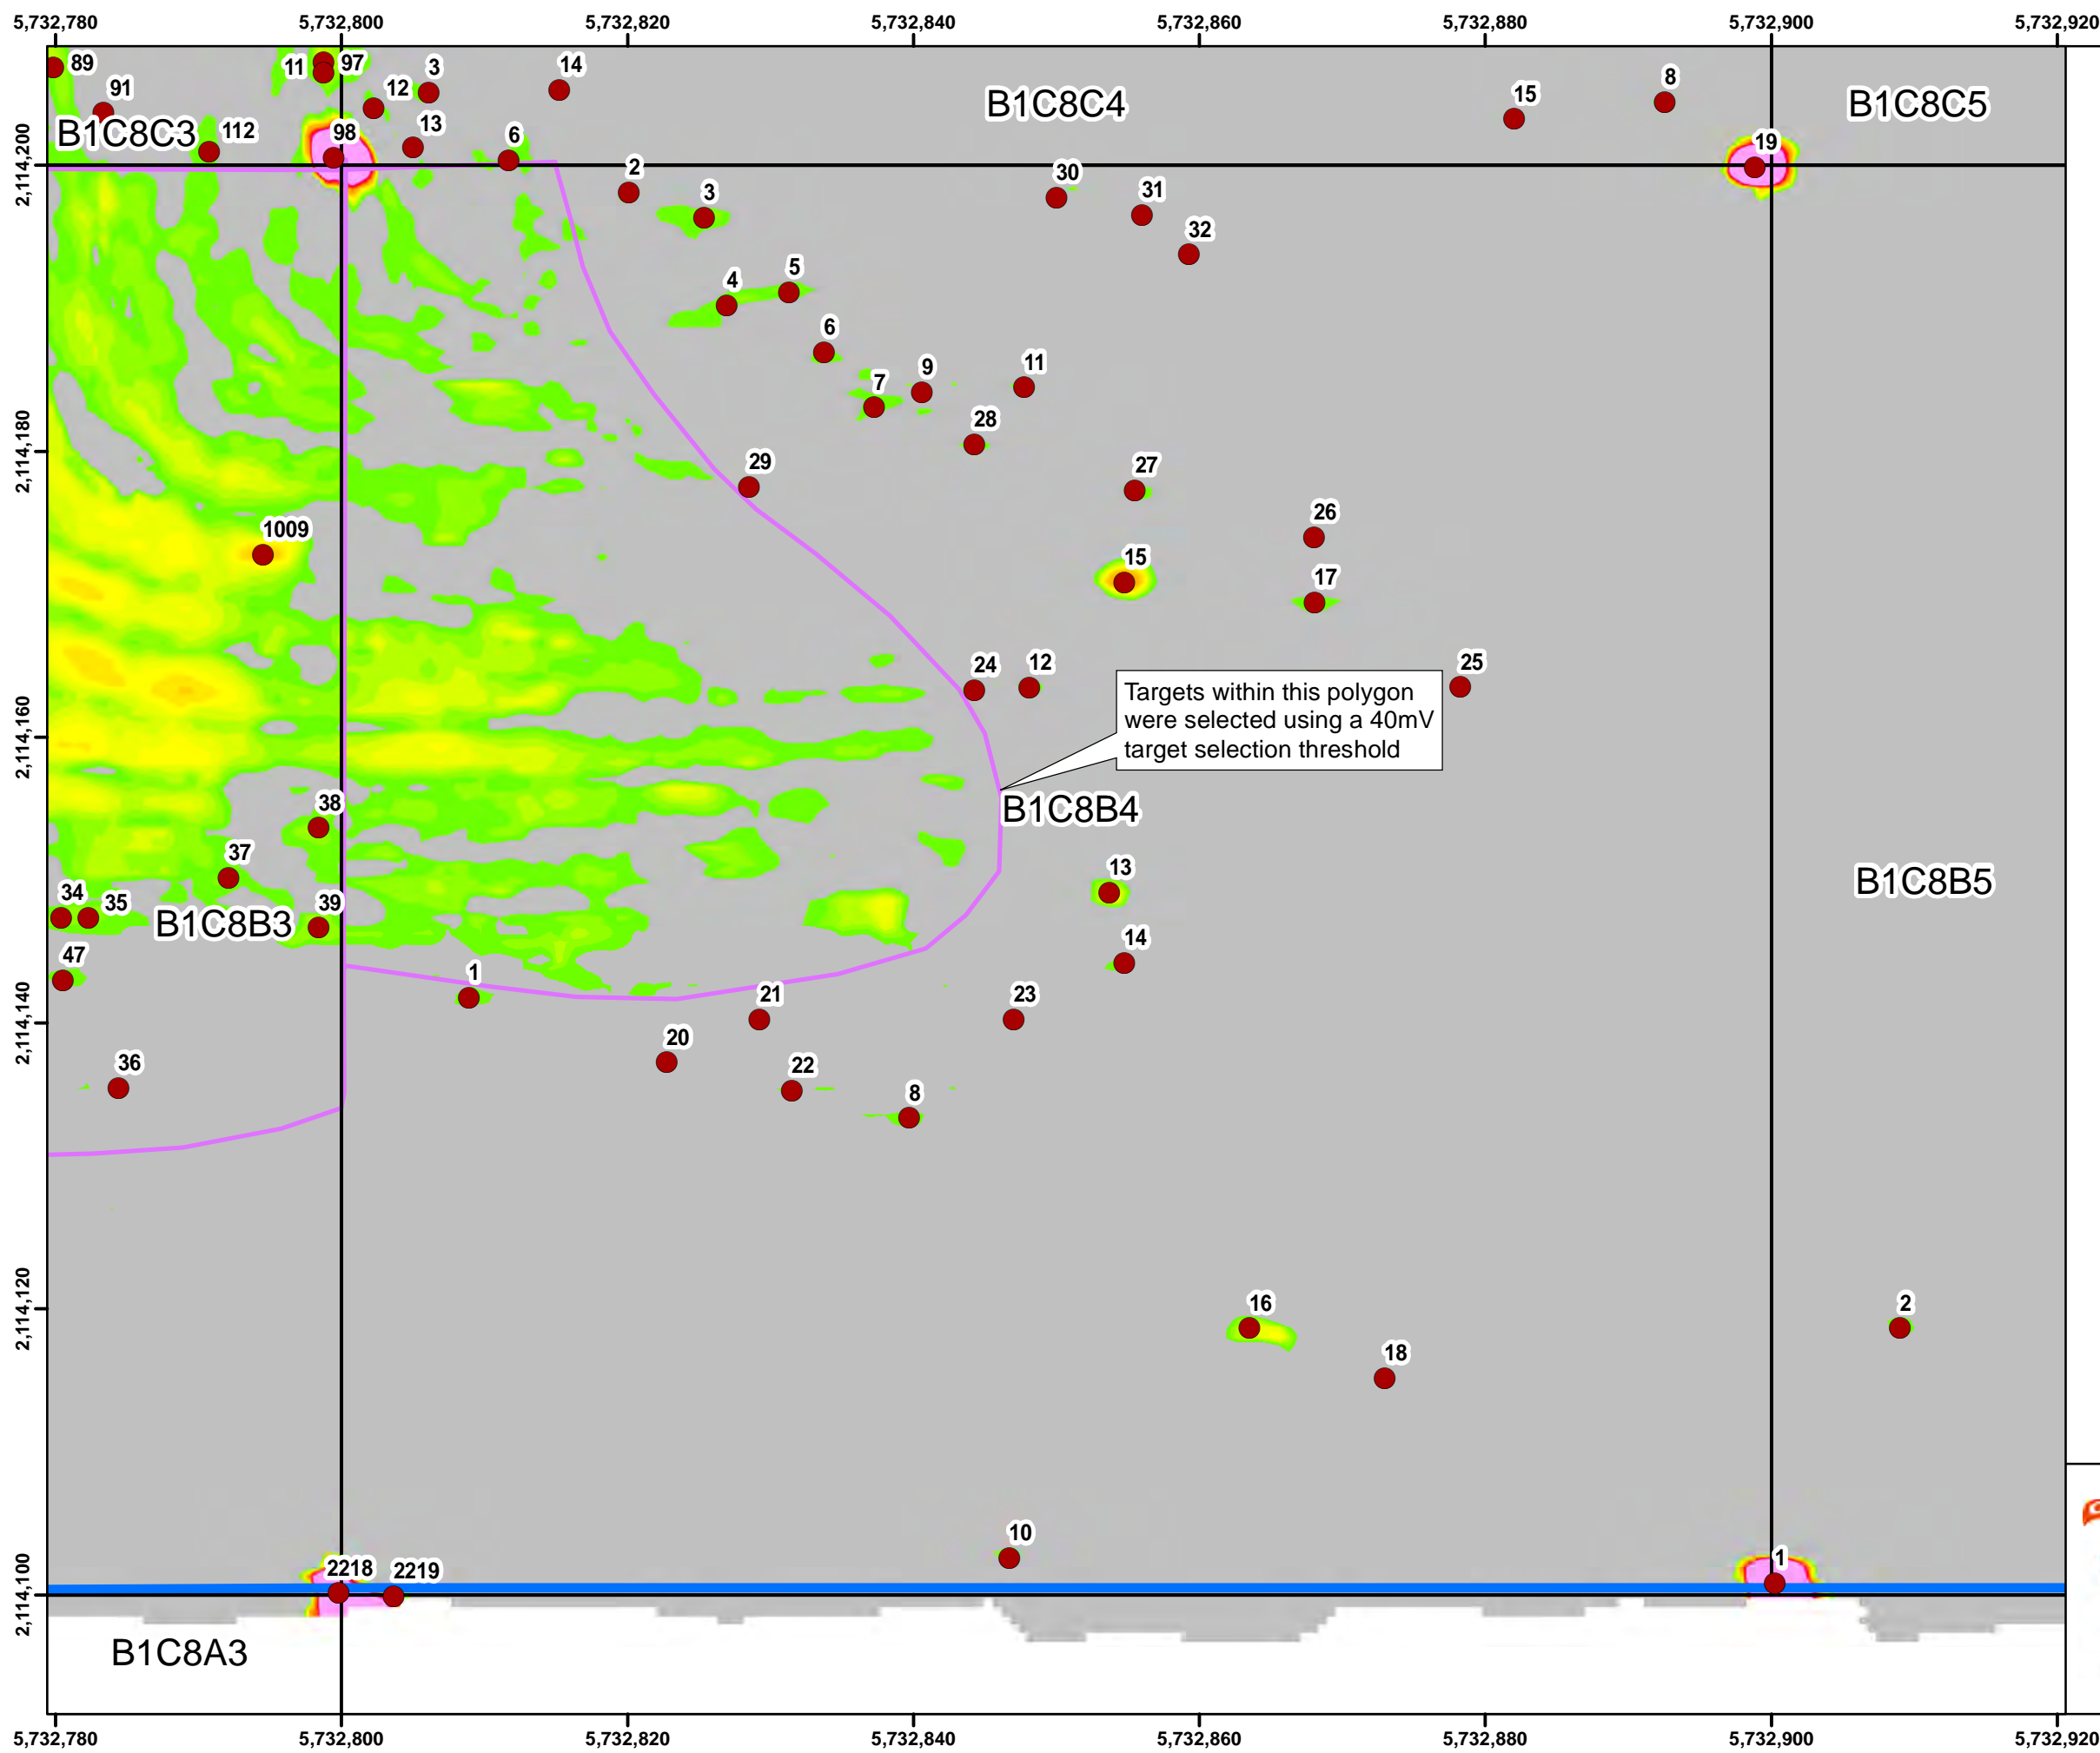 5,732,780 5,732,800 5,732,820 5,732,840 5,732,860 5,732,880 5,732,900 5,732,920
89 11 97 3 14
91 12 8
B1C8C3 112 98 13 6 B1C8C4 15 B1C8C5
2,114,200 19
2 3 30 31 32
4 5
6
7 9 11
2,114,180 28
29 27
1009 26
15 17
24 12 25
Targets within this polygon
were selected using a 40mV
target selection threshold
2,114,160
38 B1C8B4
37 13 B1C8B5
34 35 B1C8B3 39
47 1 14
2,114,140 21 23
36 20 22 8
2,114,120 16 2
18
10
2,114,100 2218 2219 1
B1C8A3
5,732,780 5,732,800 5,732,820 5,732,840 5,732,860 5,732,880 5,732,900 5,732,920